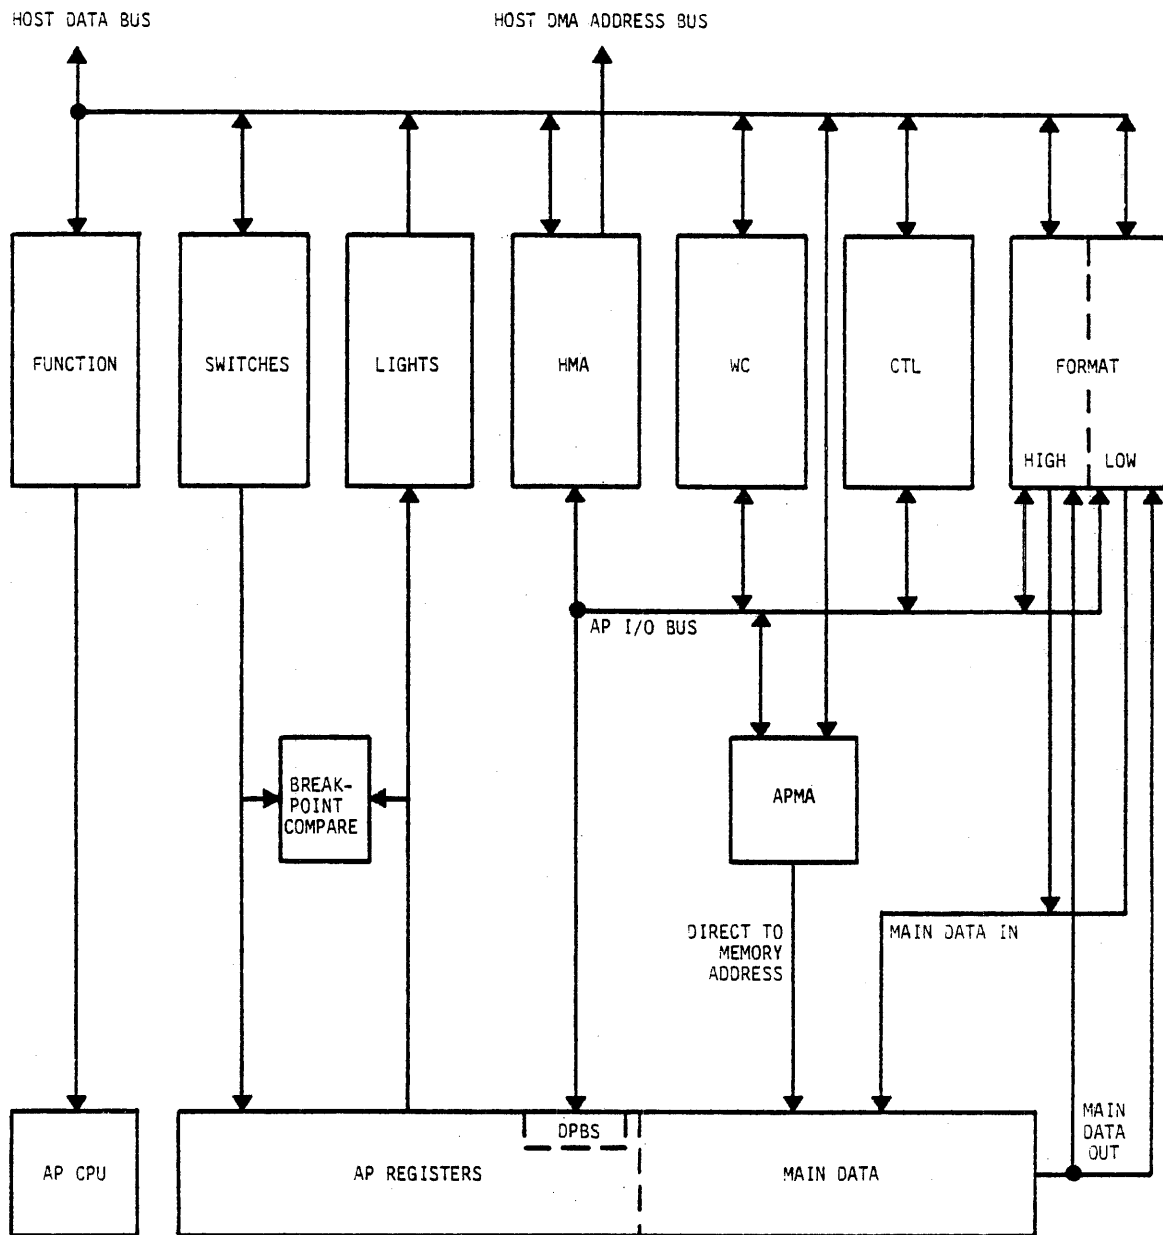 HOST DATA BUS
HOST DMA ADDRESS BUS
FUNCTION
SWITCHES
LIGHTS
HMA
WC
CTL
FORMAT
HIGH
LOW
AP I/O BUS
BREAK-
POINT
COMPARE
APMA
DIRECT TO
MEMORY
ADDRESS
MAIN DATA IN
MAIN
DATA
OUT
DPBS
AP CPU
AP REGISTERS
MAIN DATA